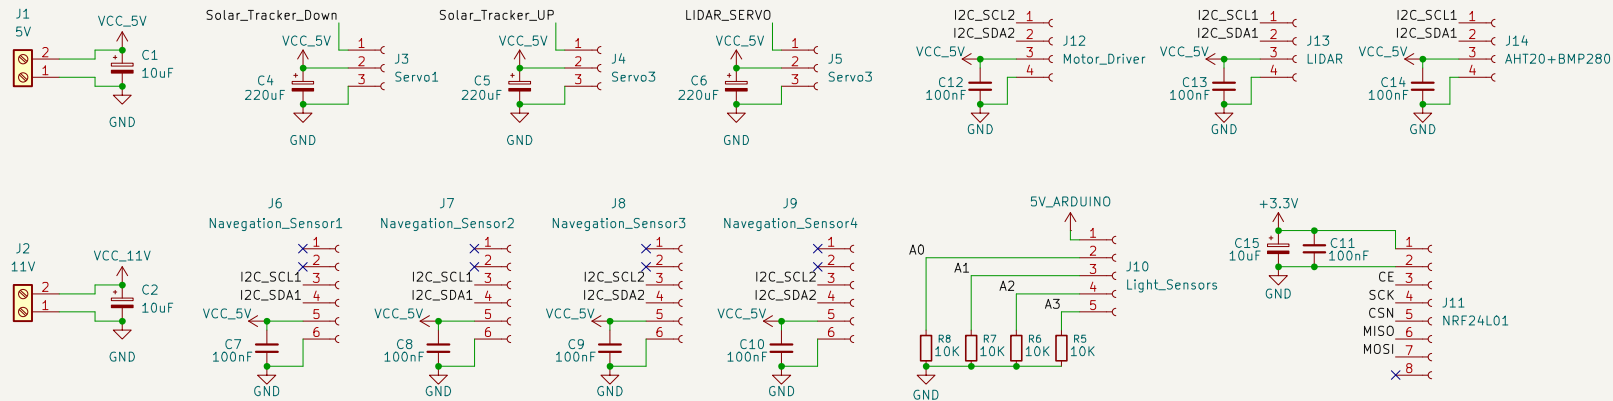 J1
5V
VCC_5V
2
1
C1
10uF
GND
Solar_Tracker_Down
VCC_5V
1
2
3
J3
Servo1
C4
220uF
GND
Solar_Tracker_UP
VCC_5V
1
2
3
J4
Servo3
C5
220uF
GND
LIDAR_SERVO
VCC_5V
1
2
3
J5
Servo3
C6
220uF
GND
I2C_SCL2
I2C_SDA2
VCC_5V
1
2
3
4
J12
Motor_Driver
C12
100nF
GND
I2C_SCL1
I2C_SDA1
VCC_5V
1
2
3
4
J13
LIDAR
C13
100nF
GND
I2C_SCL1
I2C_SDA1
VCC_5V
1
2
3
4
J14
AHT20+BMP280
C14
100nF
GND
J2
11V
VCC_11V
2
1
C2
10uF
GND
J6
Navegation_Sensor1
1
2
3
4
5
6
I2C_SCL1
I2C_SDA1
VCC_5V
C7
100nF
GND
J7
Navegation_Sensor2
1
2
3
4
5
6
I2C_SCL1
I2C_SDA1
VCC_5V
C8
100nF
GND
J8
Navegation_Sensor3
1
2
3
4
5
6
I2C_SCL2
I2C_SDA2
VCC_5V
C9
100nF
GND
J9
Navegation_Sensor4
1
2
3
4
5
6
I2C_SCL2
I2C_SDA2
VCC_5V
C10
100nF
GND
5V_ARDUINO
1
2
3
4
5
A0
A1
A2
A3
J10
Light_Sensors
R8
10K
R7
10K
R6
10K
R5
10K
GND
+3.3V
C15
10uF
C11
100nF
GND
1
2
3
4
5
6
7
8
CE
SCK
CSN
MISO
MOSI
J11
NRF24L01